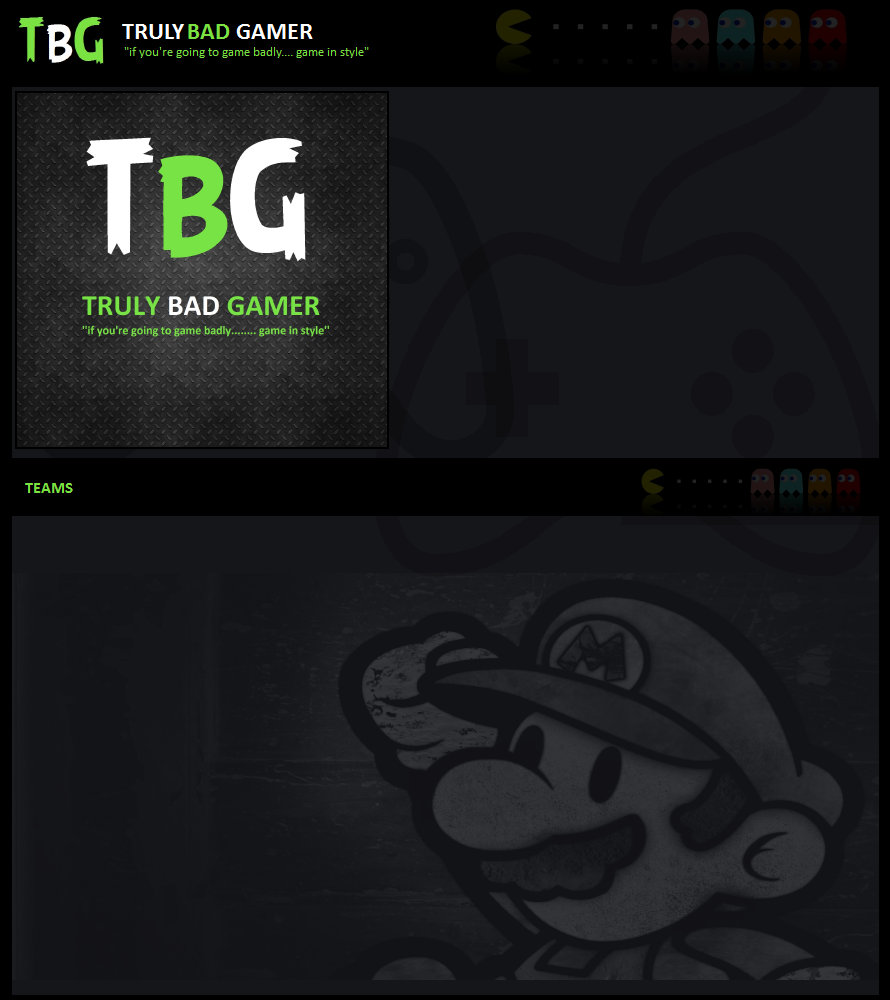 TBG
TRULY BAD GAMER
"if you're going to game badly.... game in style"
TBG
TRULY BAD GAMER
"if you're going to game badly........ game in style"
TEAMS
M